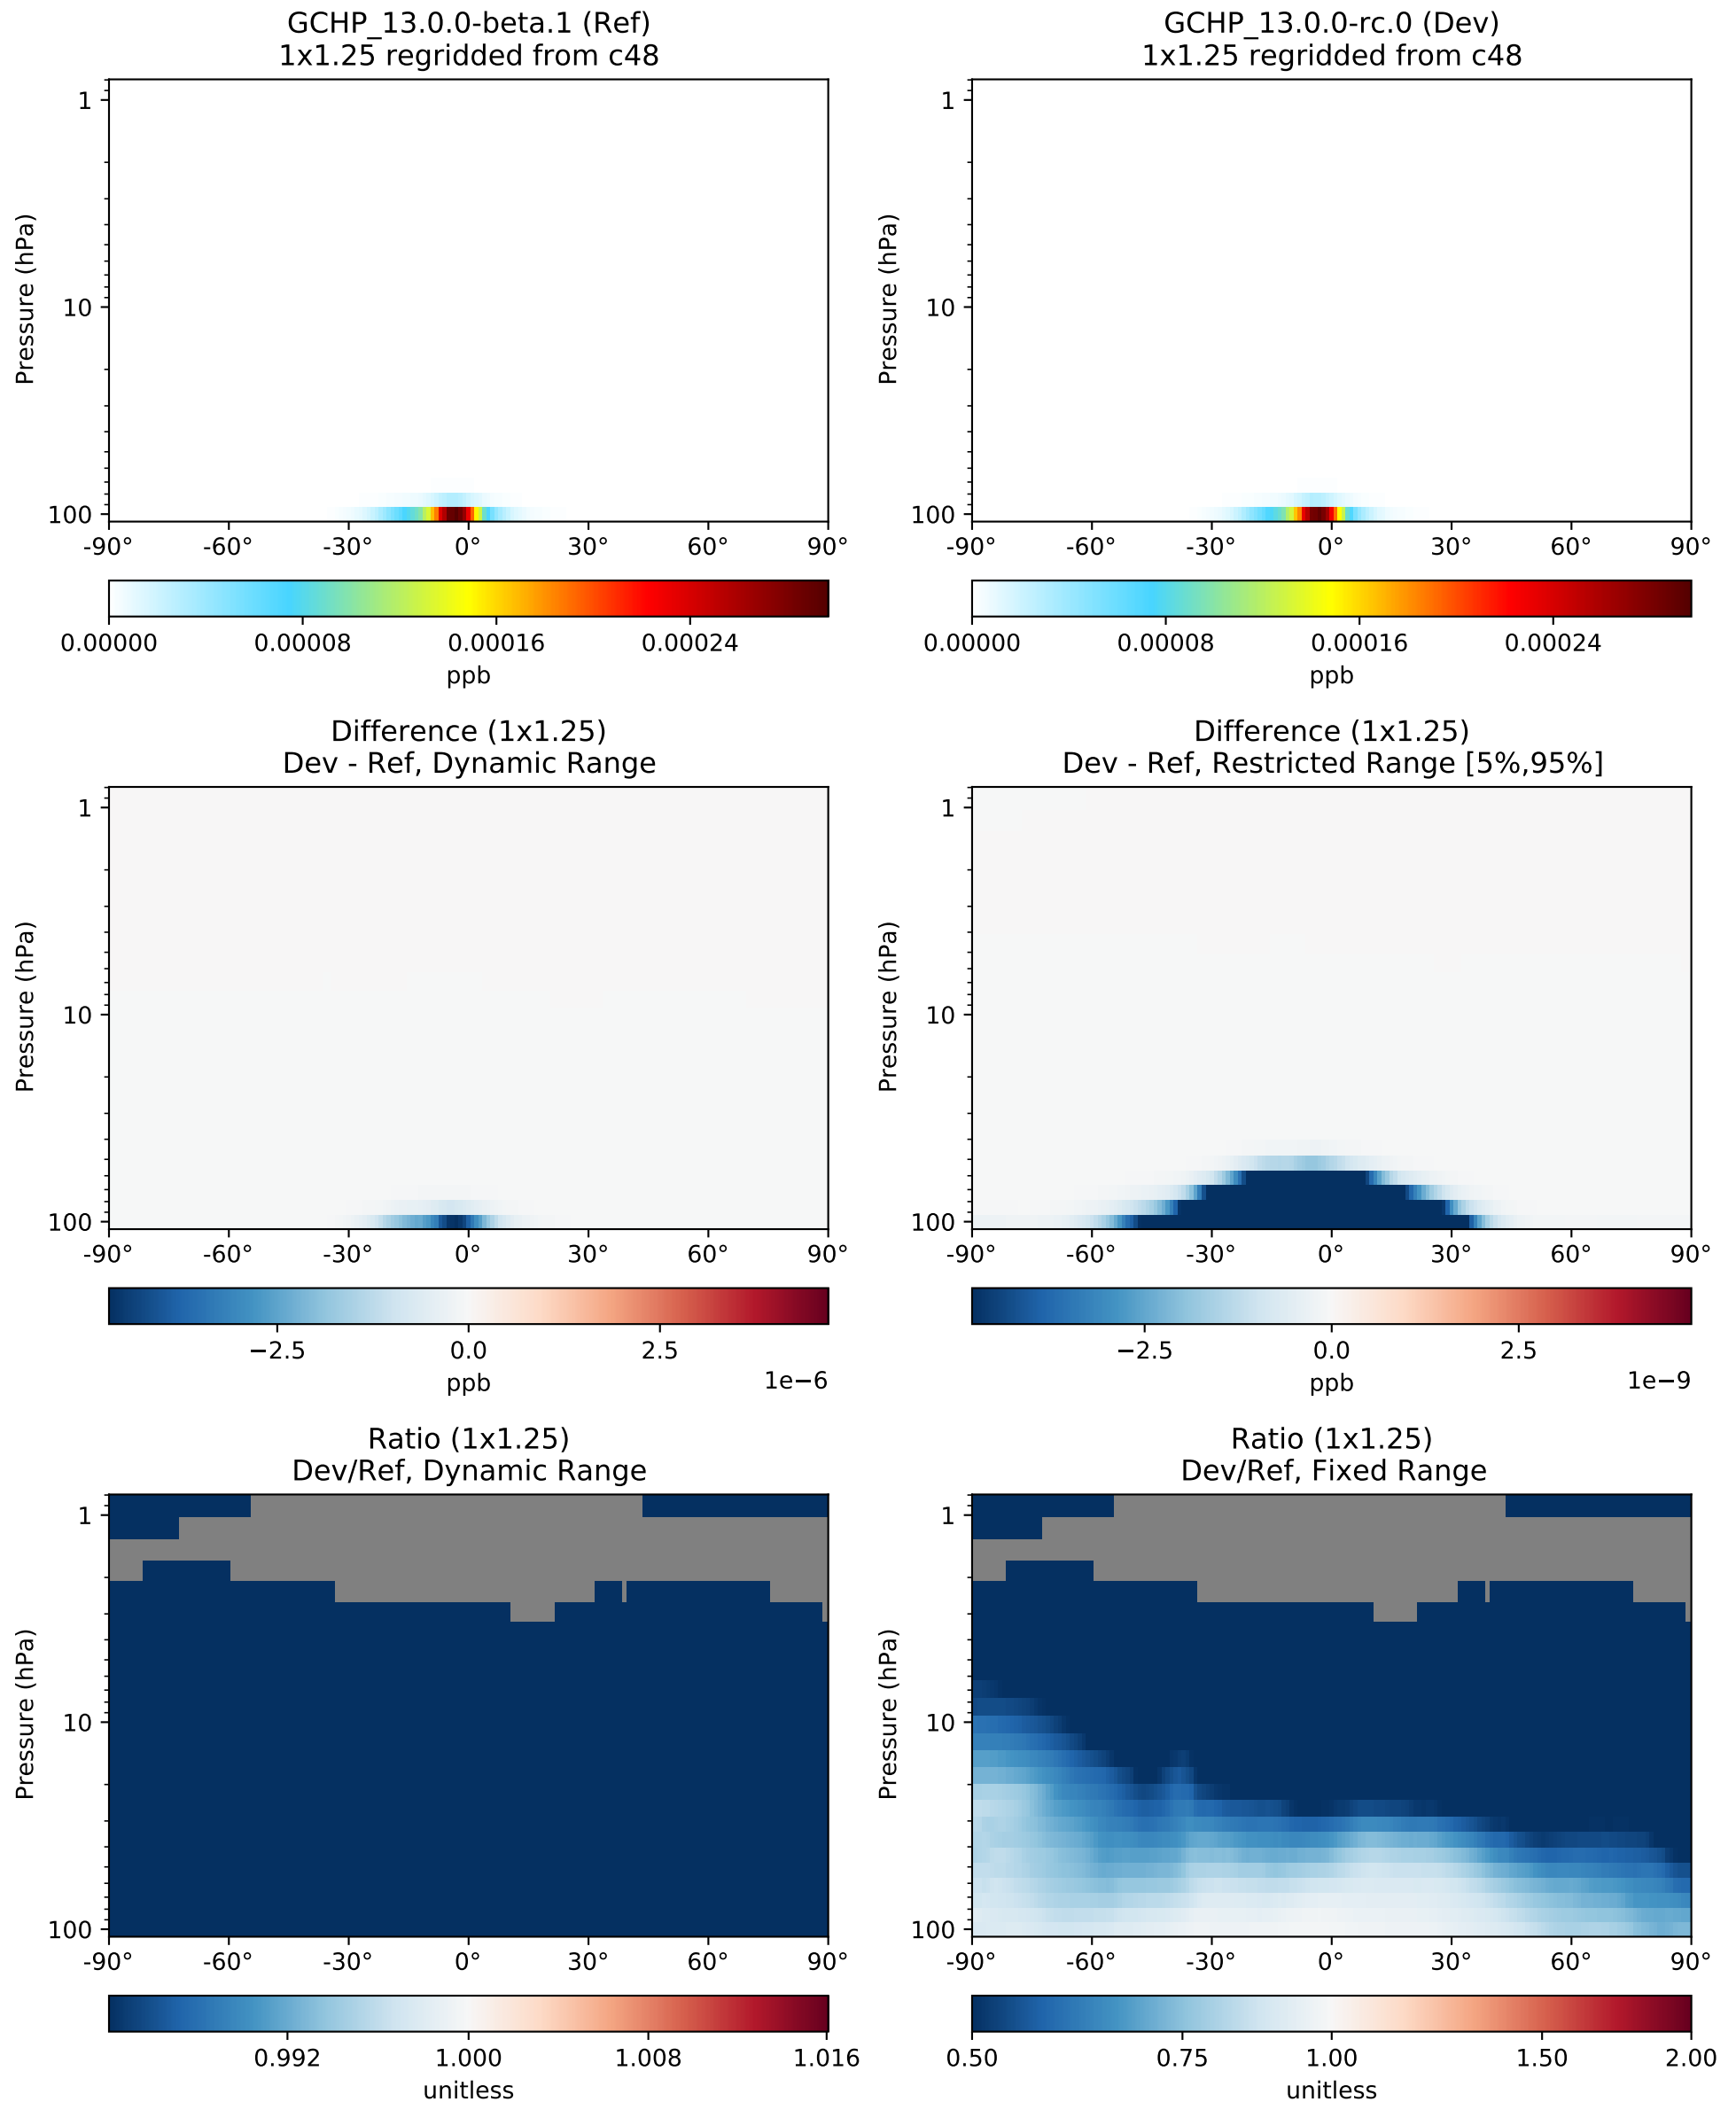 GCHP_13.0.0-beta.1 (Ref)
1x1.25 regridded from c48
Pressure (hPa)
1
10
100
-90° -60° -30° 0° 30° 60° 90°
0.00000 0.00008 0.00016 0.00024
ppb
GCHP_13.0.0-rc.0 (Dev)
1x1.25 regridded from c48
Pressure (hPa)
1
10
100
-90° -60° -30° 0° 30° 60° 90°
0.00000 0.00008 0.00016 0.00024
ppb
Difference (1x1.25)
Dev - Ref, Dynamic Range
Pressure (hPa)
1
10
100
-90° -60° -30° 0° 30° 60° 90°
−2.5 0.0 2.5
ppb 1e−6
Difference (1x1.25)
Dev - Ref, Restricted Range [5%,95%]
Pressure (hPa)
1
10
100
-90° -60° -30° 0° 30° 60° 90°
−2.5 0.0 2.5
ppb 1e−9
Ratio (1x1.25)
Dev/Ref, Dynamic Range
Pressure (hPa)
1
10
100
-90° -60° -30° 0° 30° 60° 90°
0.992 1.000 1.008 1.016
unitless
Ratio (1x1.25)
Dev/Ref, Fixed Range
Pressure (hPa)
1
10
100
-90° -60° -30° 0° 30° 60° 90°
0.50 0.75 1.00 1.50 2.00
unitless